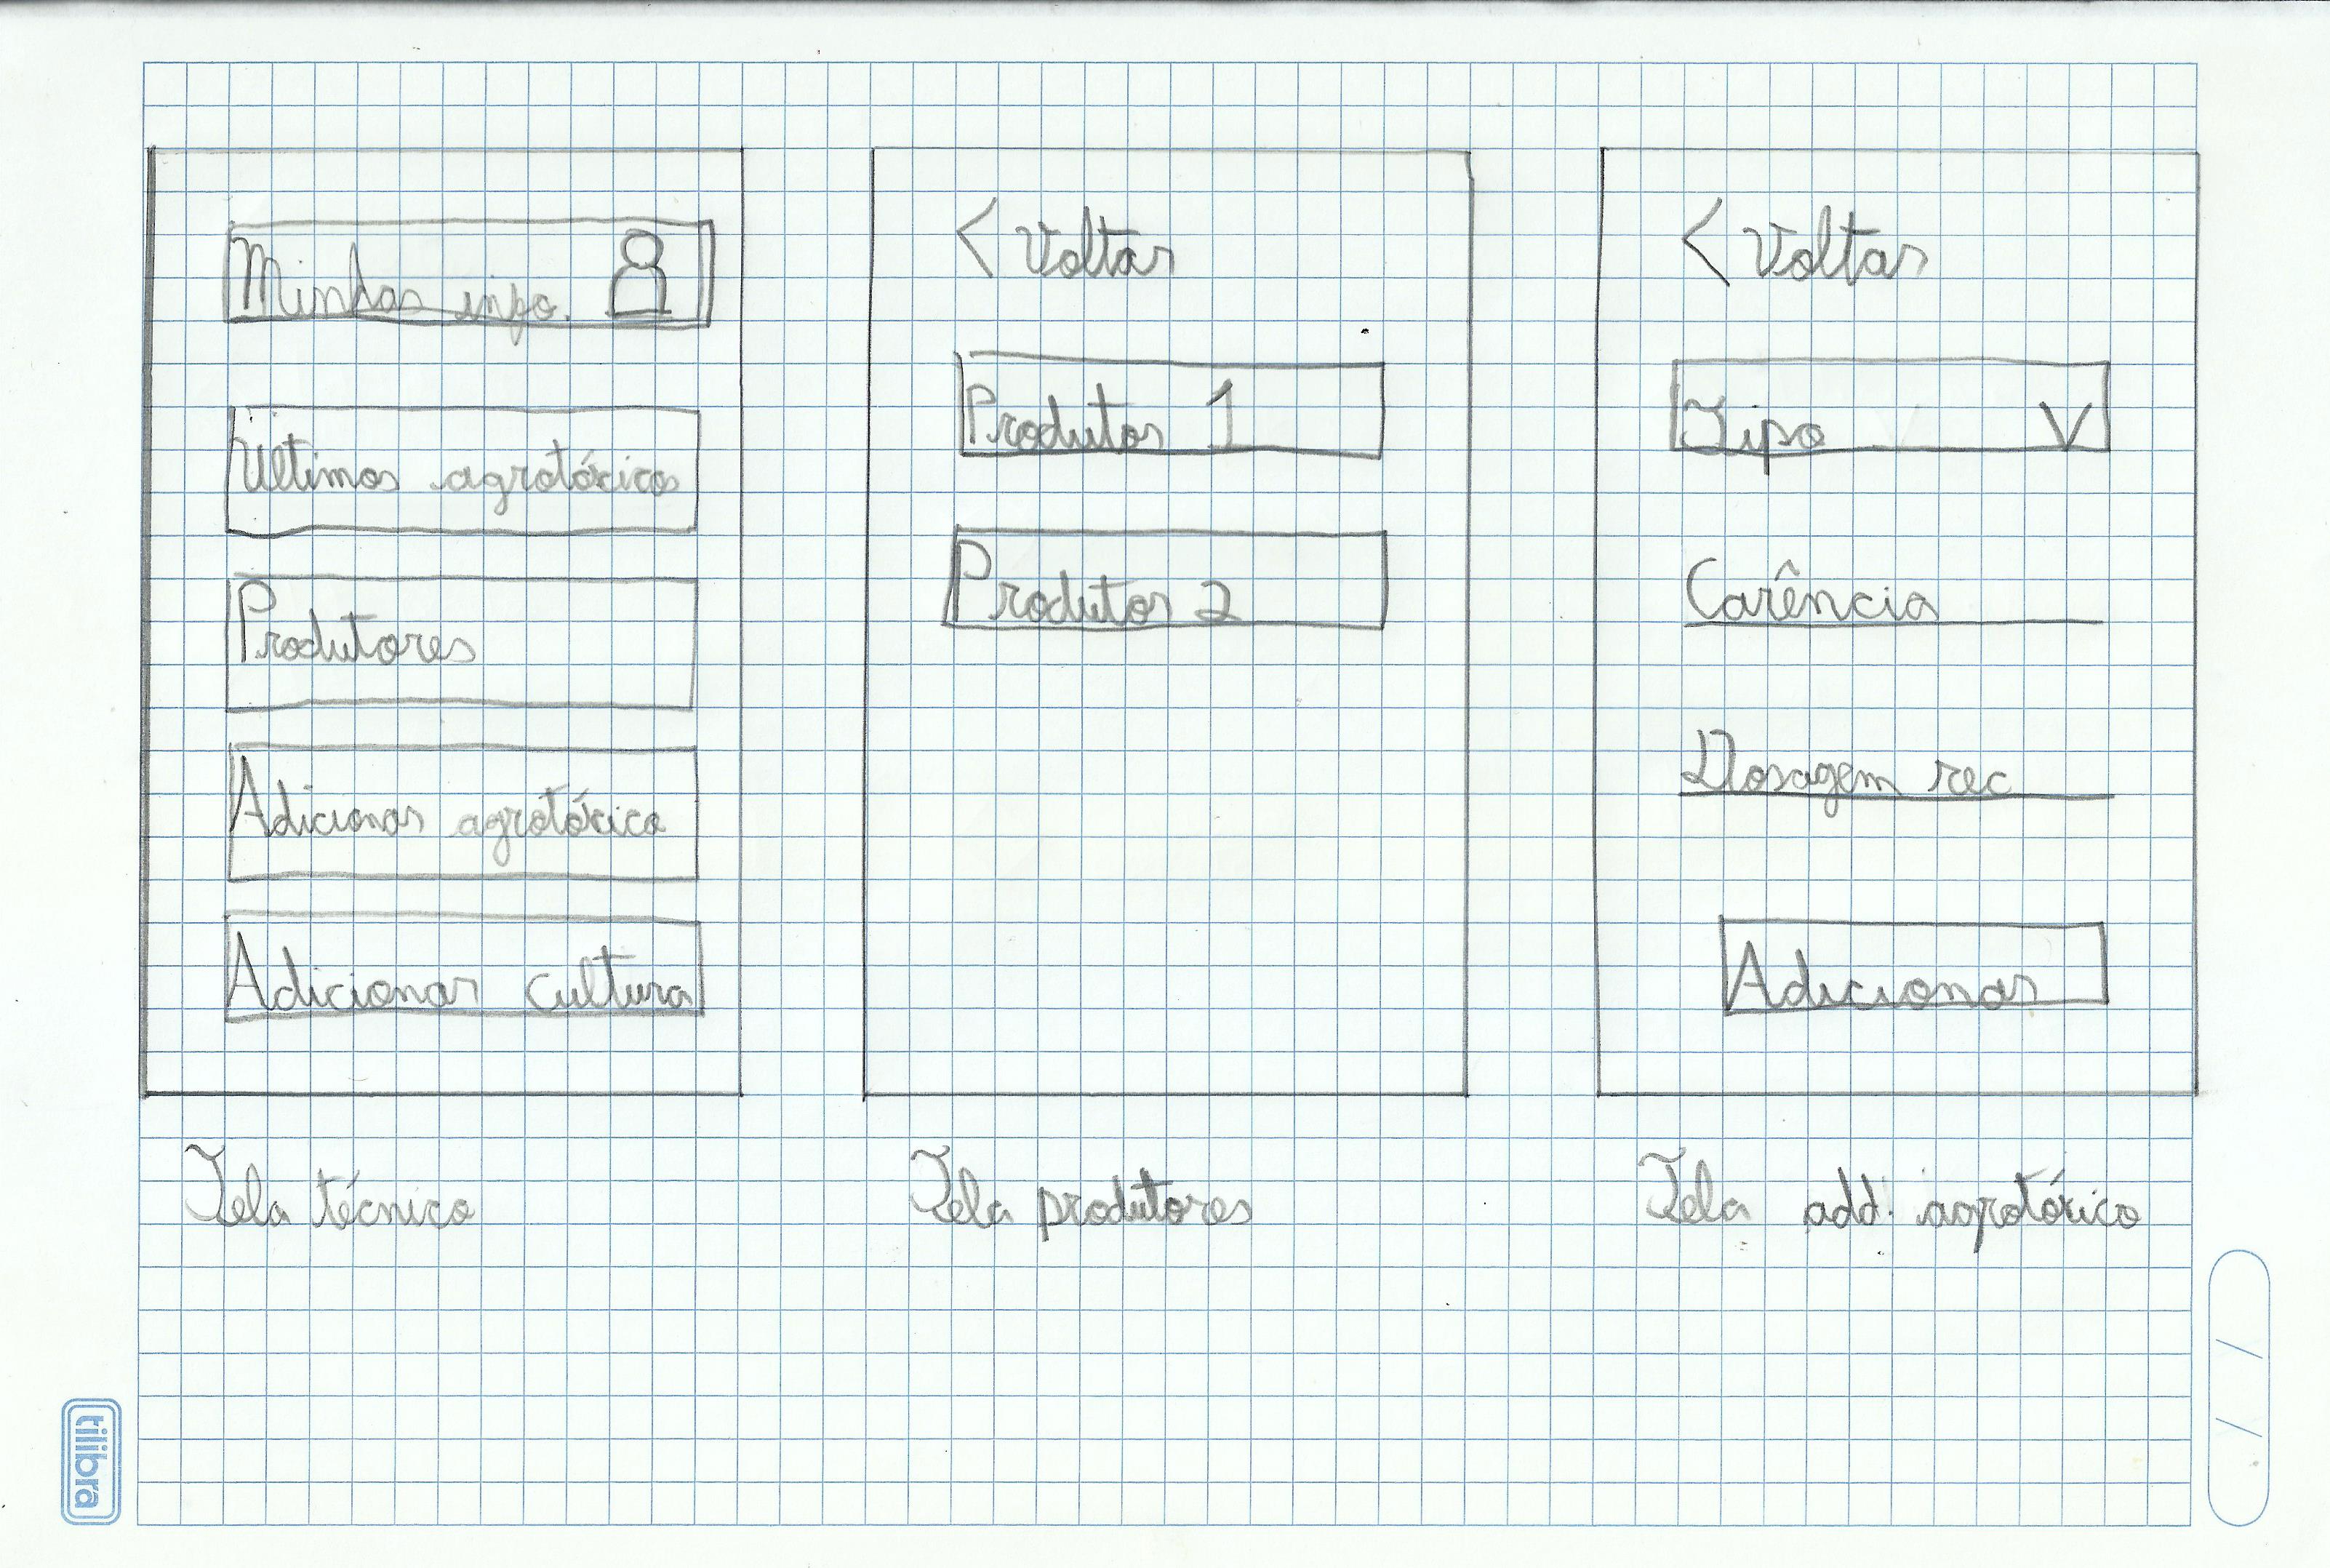 Minhas info.
Ultimos agrotóxicos
Produtores
Adicionar agrotóxico
Adicionar cultura
Tela técnico
< Voltar
Produtor 1
Produtor 2
Tela produtores
< Voltar
Tipo V
Carência
Dosagem rec
Adicionar
Tela add. agrotóxico
tilibra
/ /